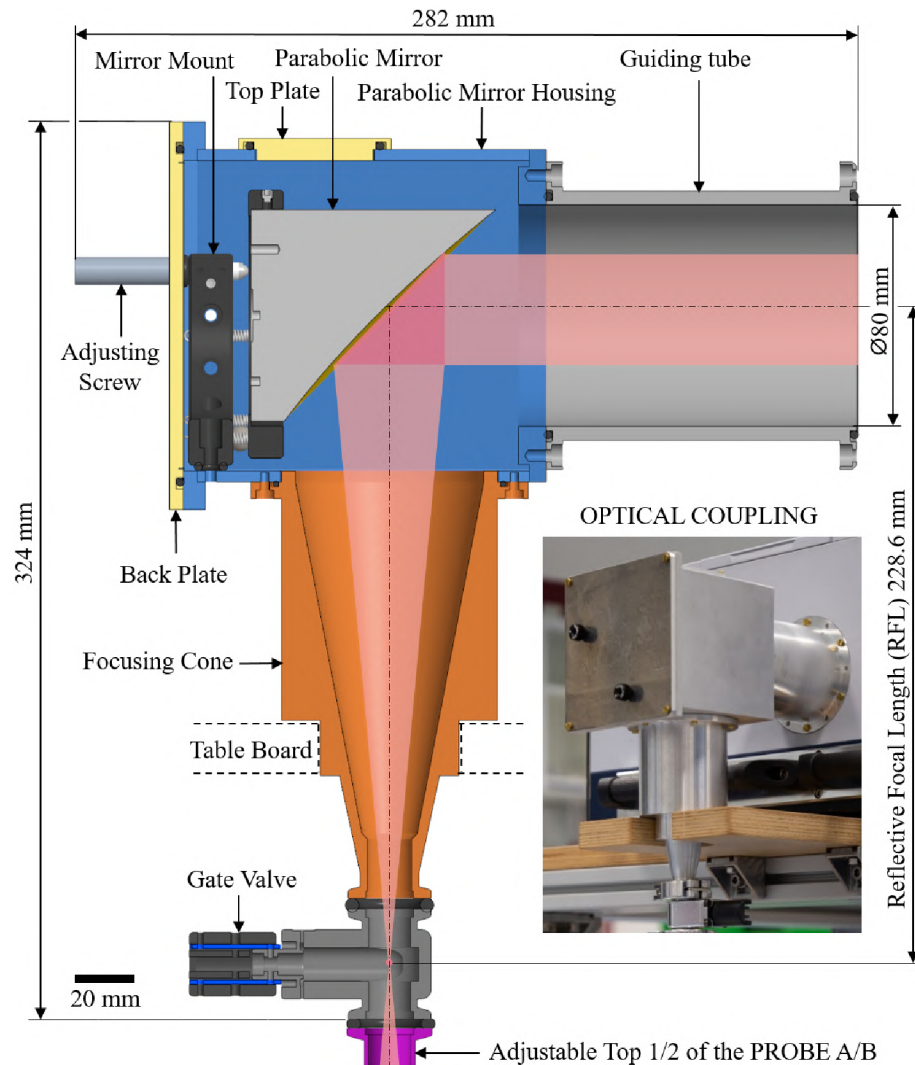 282 mm
Mirror Mount
Parabolic Mirror
Guiding tube
Top Plate
Parabolic Mirror Housing
Adjusting
Screw
Ø80 mm
324 mm
Back Plate
OPTICAL COUPLING
Focusing Cone
Reflective Focal Length (RFL) 228.6 mm
Table Board
Gate Valve
20 mm
Adjustable Top 1/2 of the PROBE A/B